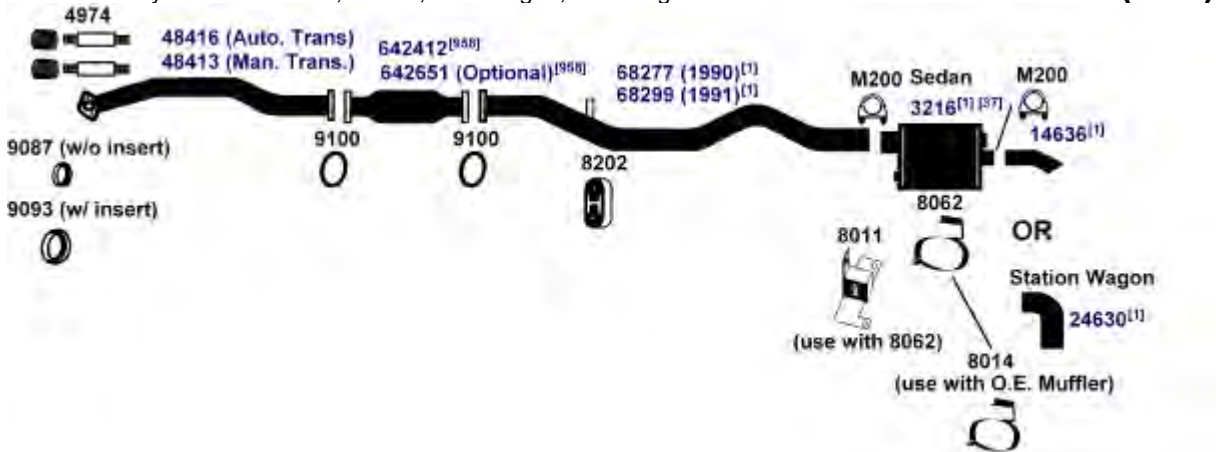 4974
48416 (Auto. Trans)
48413 (Man. Trans.)
642412[958]
642651 (Optional)[958]
68277 (1990)[1]
68299 (1991)[1]
M200 Sedan M200
3216[1] [37]
14636[1]
9087 (w/o insert)
9093 (w/ insert)
9100
9100
8202
8062
8011
(use with 8062)
OR
Station Wagon
24630[1]
8014
(use with O.E. Muffler)